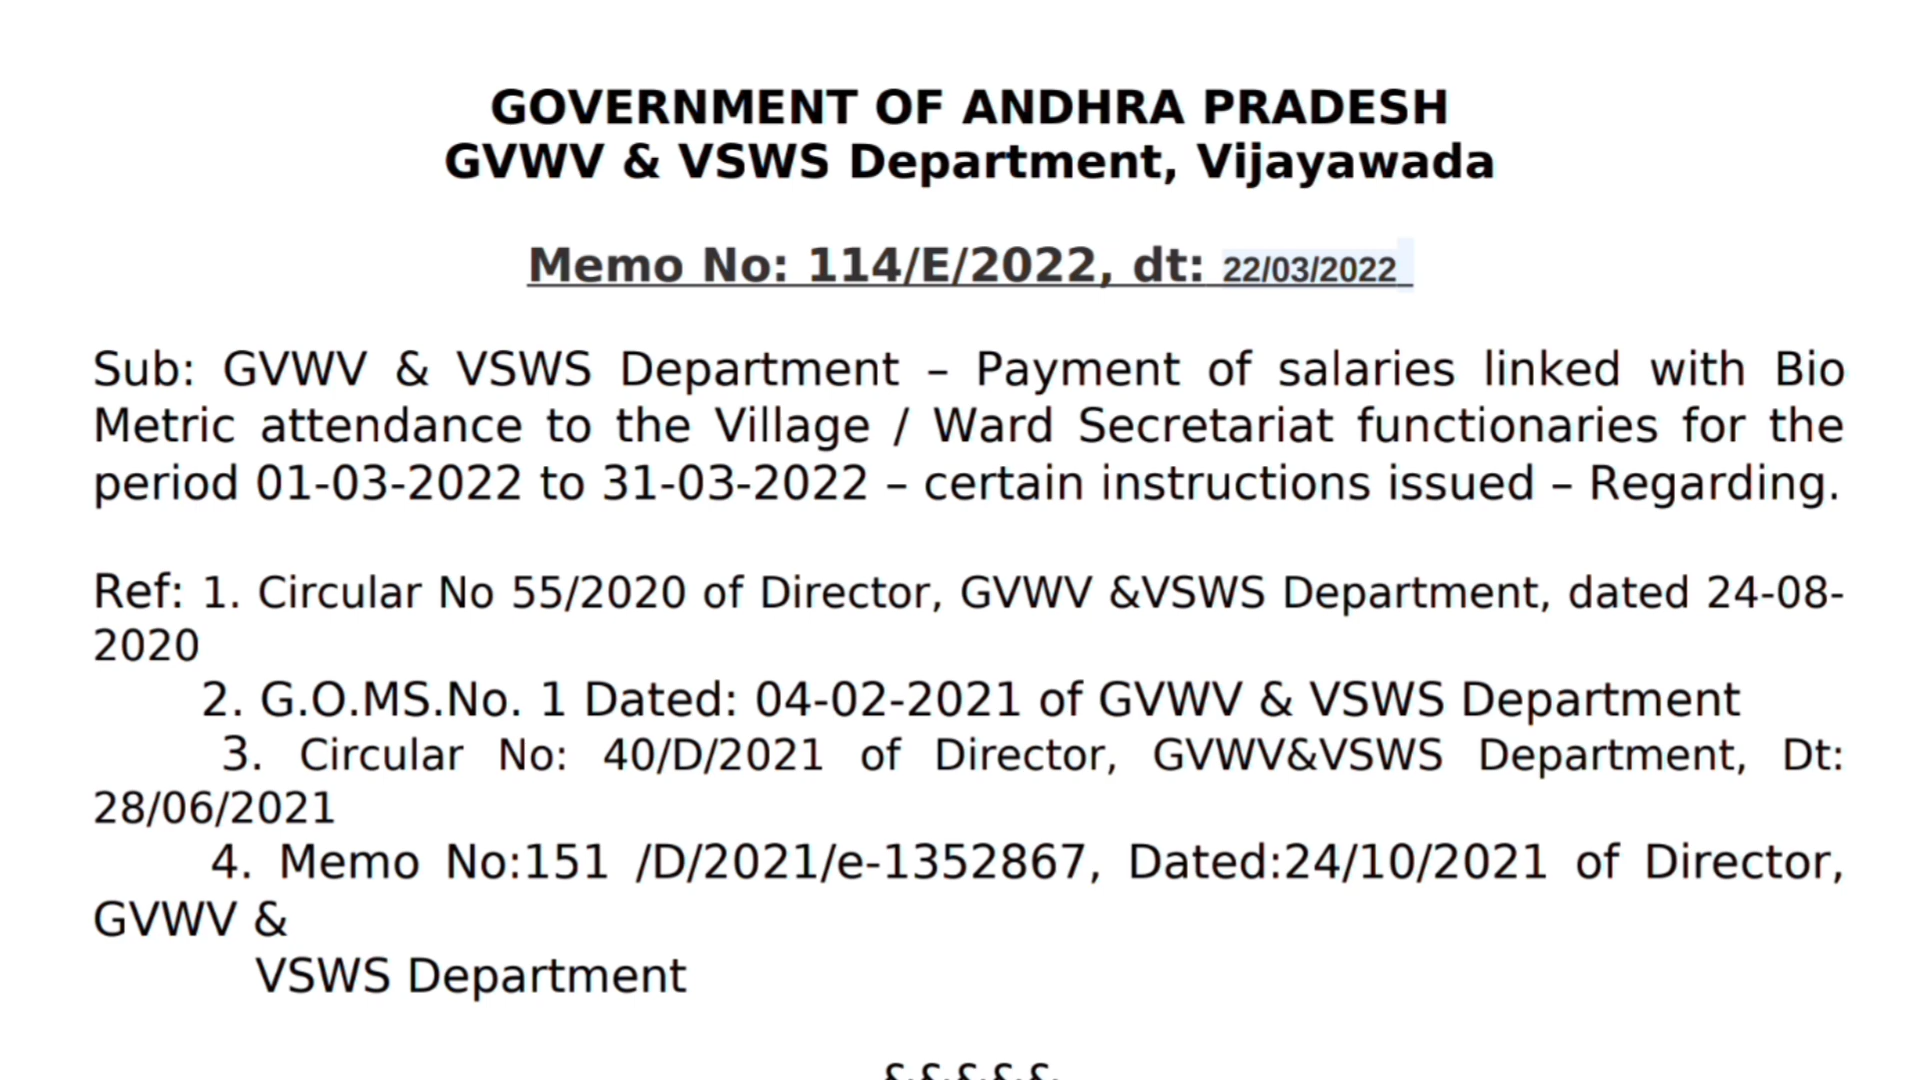 GOVERNMENT OF ANDHRA PRADESH
GVWV & VSWS Department, Vijayawada
Memo No: 114/E/2022, dt: 22/03/2022
Sub: GVWV & VSWS Department – Payment of salaries linked with Bio
Metric attendance to the Village / Ward Secretariat functionaries for the
period 01-03-2022 to 31-03-2022 – certain instructions issued – Regarding.
Ref: 1. Circular No 55/2020 of Director, GVWV &VSWS Department, dated 24-08-
2020
2. G.O.MS.No. 1 Dated: 04-02-2021 of GVWV & VSWS Department
3. Circular No: 40/D/2021 of Director, GVWV&VSWS Department, Dt:
28/06/2021
4. Memo No:151 /D/2021/e-1352867, Dated:24/10/2021 of Director,
GVWV &
VSWS Department
&&&&&